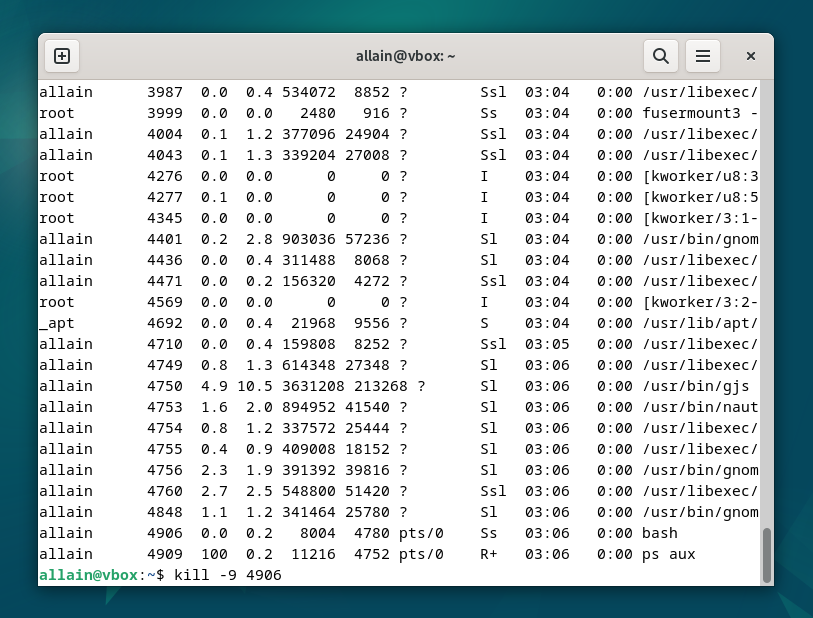 allain@vbox: ~
allain 3987 0.0 0.4 534072 8852 ? Ssl 03:04 0:00 /usr/libexec/
root 3999 0.0 0.0 2480 916 ? Ss 03:04 0:00 fusermount3 -
allain 4004 0.1 1.2 377096 24904 ? Ssl 03:04 0:00 /usr/libexec/
allain 4043 0.1 1.3 339204 27008 ? Ssl 03:04 0:00 /usr/libexec/
root 4276 0.0 0.0 0 0 ? I 03:04 0:00 [kworker/u8:3
root 4277 0.1 0.0 0 0 ? I 03:04 0:00 [kworker/u8:5
root 4345 0.0 0.0 0 0 ? I 03:04 0:00 [kworker/3:1-
allain 4401 0.2 2.8 903036 57236 ? Sl 03:04 0:00 /usr/bin/gnom
allain 4436 0.0 0.4 311488 8068 ? Sl 03:04 0:00 /usr/libexec/
allain 4471 0.0 0.2 156320 4272 ? Ssl 03:04 0:00 /usr/libexec/
root 4569 0.0 0.0 0 0 ? I 03:04 0:00 [kworker/3:2-
_apt 4692 0.0 0.4 21968 9556 ? S 03:04 0:00 /usr/lib/apt/
allain 4710 0.0 0.4 159808 8252 ? Ssl 03:05 0:00 /usr/libexec/
allain 4749 0.8 1.3 614348 27348 ? Sl 03:06 0:00 /usr/libexec/
allain 4750 4.9 10.5 3631208 213268 ? Sl 03:06 0:00 /usr/bin/gjs
allain 4753 1.6 2.0 894952 41540 ? Sl 03:06 0:00 /usr/bin/naut
allain 4754 0.8 1.2 337572 25444 ? Sl 03:06 0:00 /usr/libexec/
allain 4755 0.4 0.9 409008 18152 ? Sl 03:06 0:00 /usr/libexec/
allain 4756 2.3 1.9 391392 39816 ? Sl 03:06 0:00 /usr/bin/gnom
allain 4760 2.7 2.5 548800 51420 ? Ssl 03:06 0:00 /usr/libexec/
allain 4848 1.1 1.2 341464 25780 ? Sl 03:06 0:00 /usr/bin/gnom
allain 4906 0.0 0.2 8004 4780 pts/0 Ss 03:06 0:00 bash
allain 4909 100 0.2 11216 4752 pts/0 R+ 03:06 0:00 ps aux
allain@vbox:~$ kill -9 4906